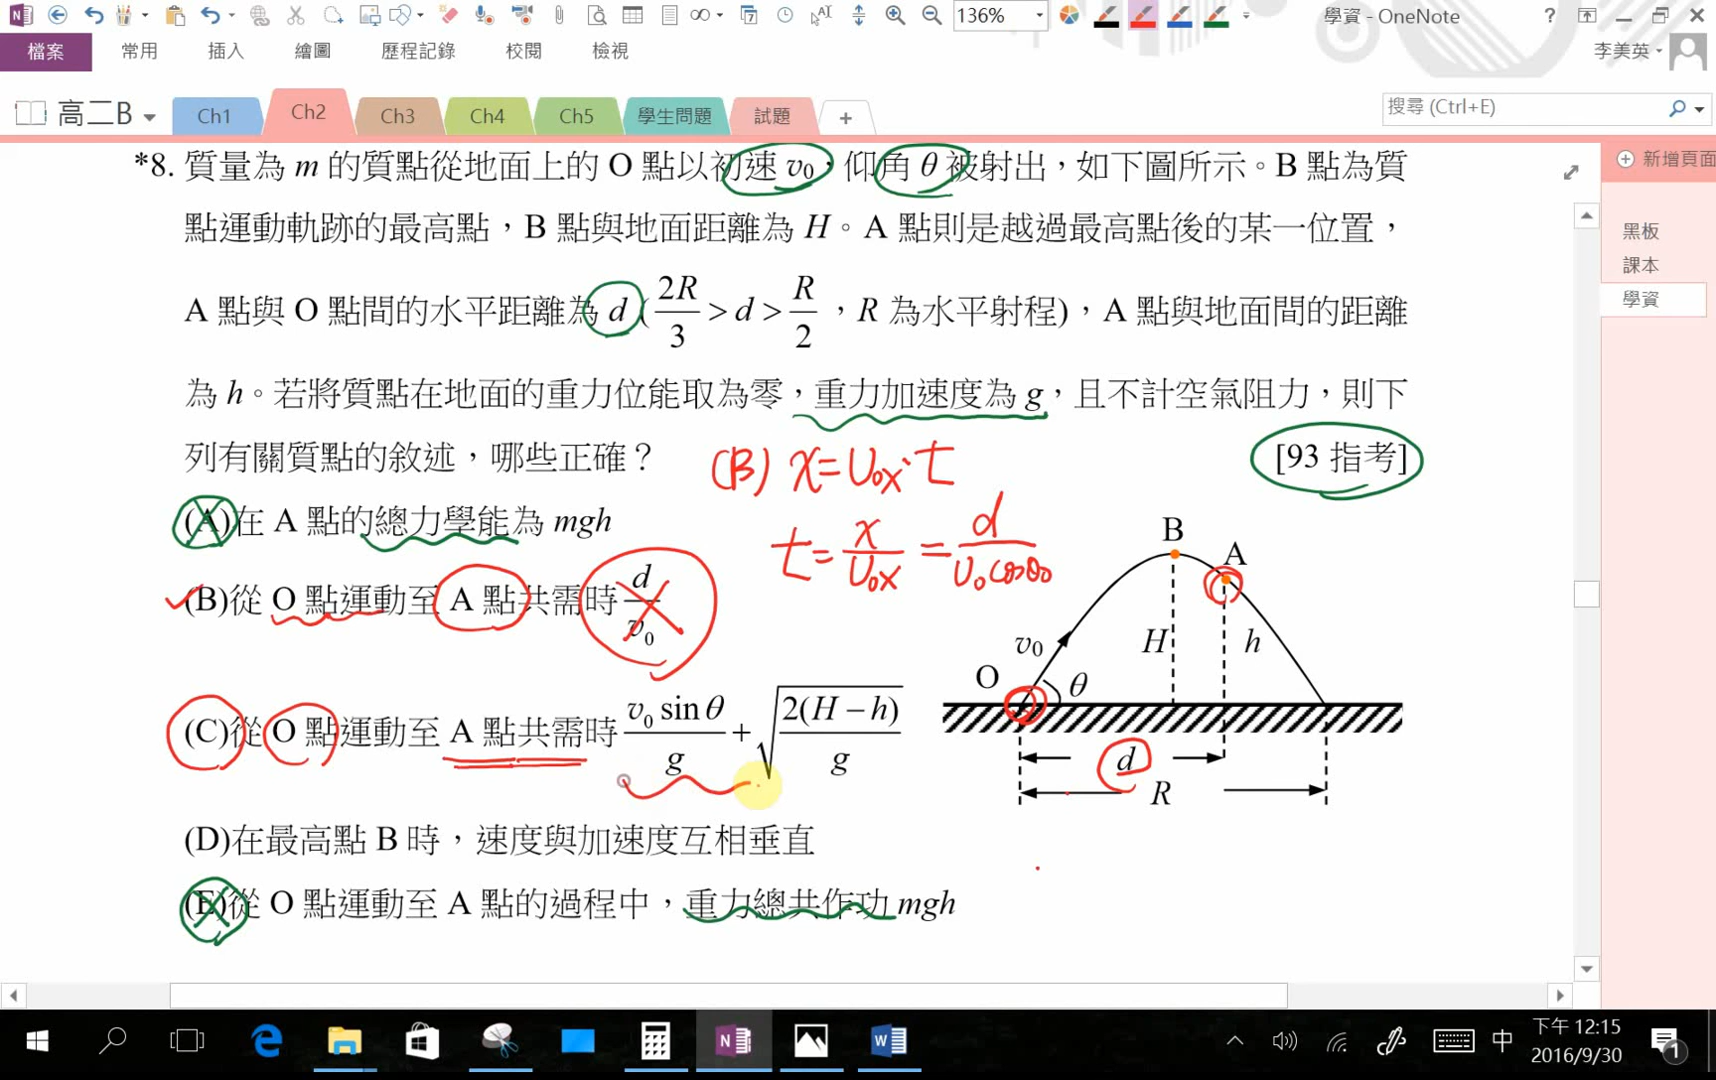 136%
學資 - OneNote
檔案 常用 插入 繪圖 歷程記錄 校閱 檢視
李美英
高二B Ch1 Ch2 Ch3 Ch4 Ch5 學生問題 試題 +
搜尋 (Ctrl+E)
新增頁面
黑板
課本
學資
*8. 質量為 m 的質點從地面上的 O 點以初速 v₀,仰角 θ 被射出,如下圖所示。B 點為質
點運動軌跡的最高點,B 點與地面距離為 H。A 點則是越過最高點後的某一位置,
A 點與 O 點間的水平距離為 d (2R/3 > d > R/2,R 為水平射程),A 點與地面間的距離
為 h。若將質點在地面的重力位能取為零,重力加速度為 g,且不計空氣阻力,則下
列有關質點的敘述,哪些正確? [93 指考]
(B) x=U₀ₓ·t
t= x/U₀ₓ = d/U₀cosθ₀
(A)在 A 點的總力學能為 mgh
(B)從 O 點運動至 A 點共需時 d/v₀
(C)從 O 點運動至 A 點共需時 v₀ sin θ/g + √(2(H − h)/g)
(D)在最高點 B 時,速度與加速度互相垂直
(E)從 O 點運動至 A 點的過程中,重力總共作功 mgh
B
A
v₀ H h
O θ
d
R
中
下午 12:15
2016/9/30
1